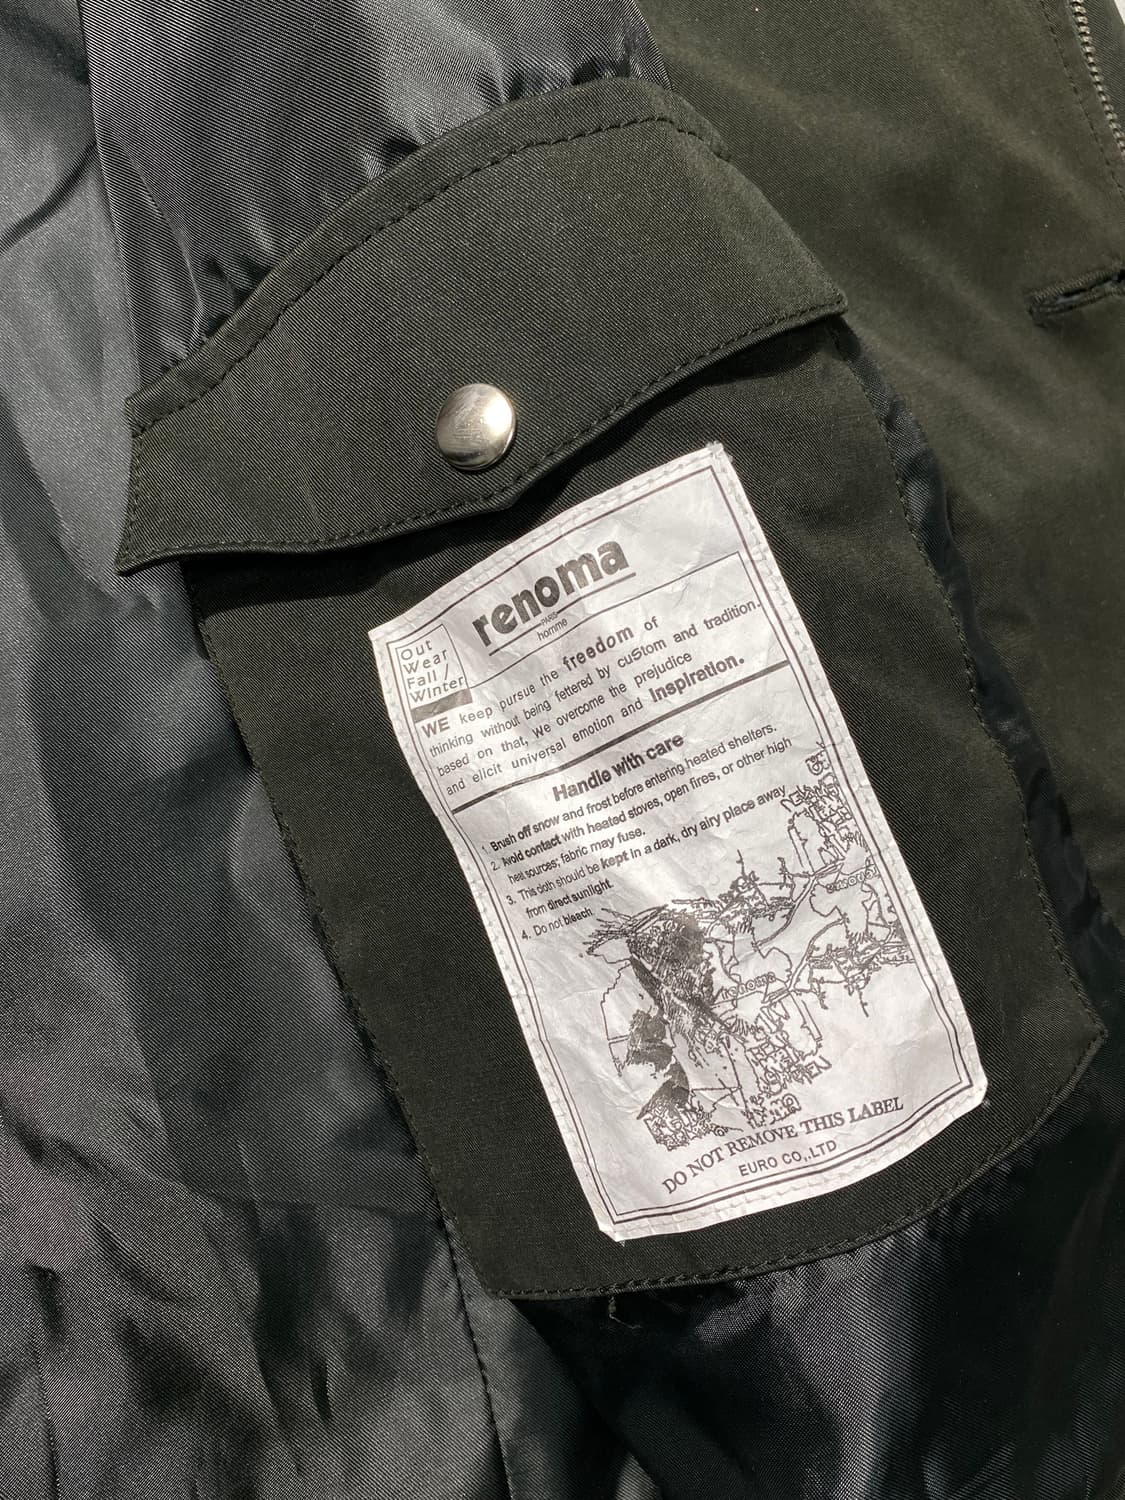 renoma
PARIS
homme
Out
Wear
Fall /
Winter
WE keep pursue the freedom of
thinking without being fettered by cuStom and tradition.
based on that, We overcome the prejudice
and elicit universal emotion and Inspiration.
Handle with care
1. Brush off snow and frost before entering heated shelters.
2. Avoid contact with heated stoves, open fires, or other high
heat sources; fabric may fuse.
3. This cloth should be kept in a dark, dry airy place away
from direct sunlight.
4. Do not bleach
renoma
renoma
DO NOT REMOVE THIS LABEL
EURO CO,.LTD